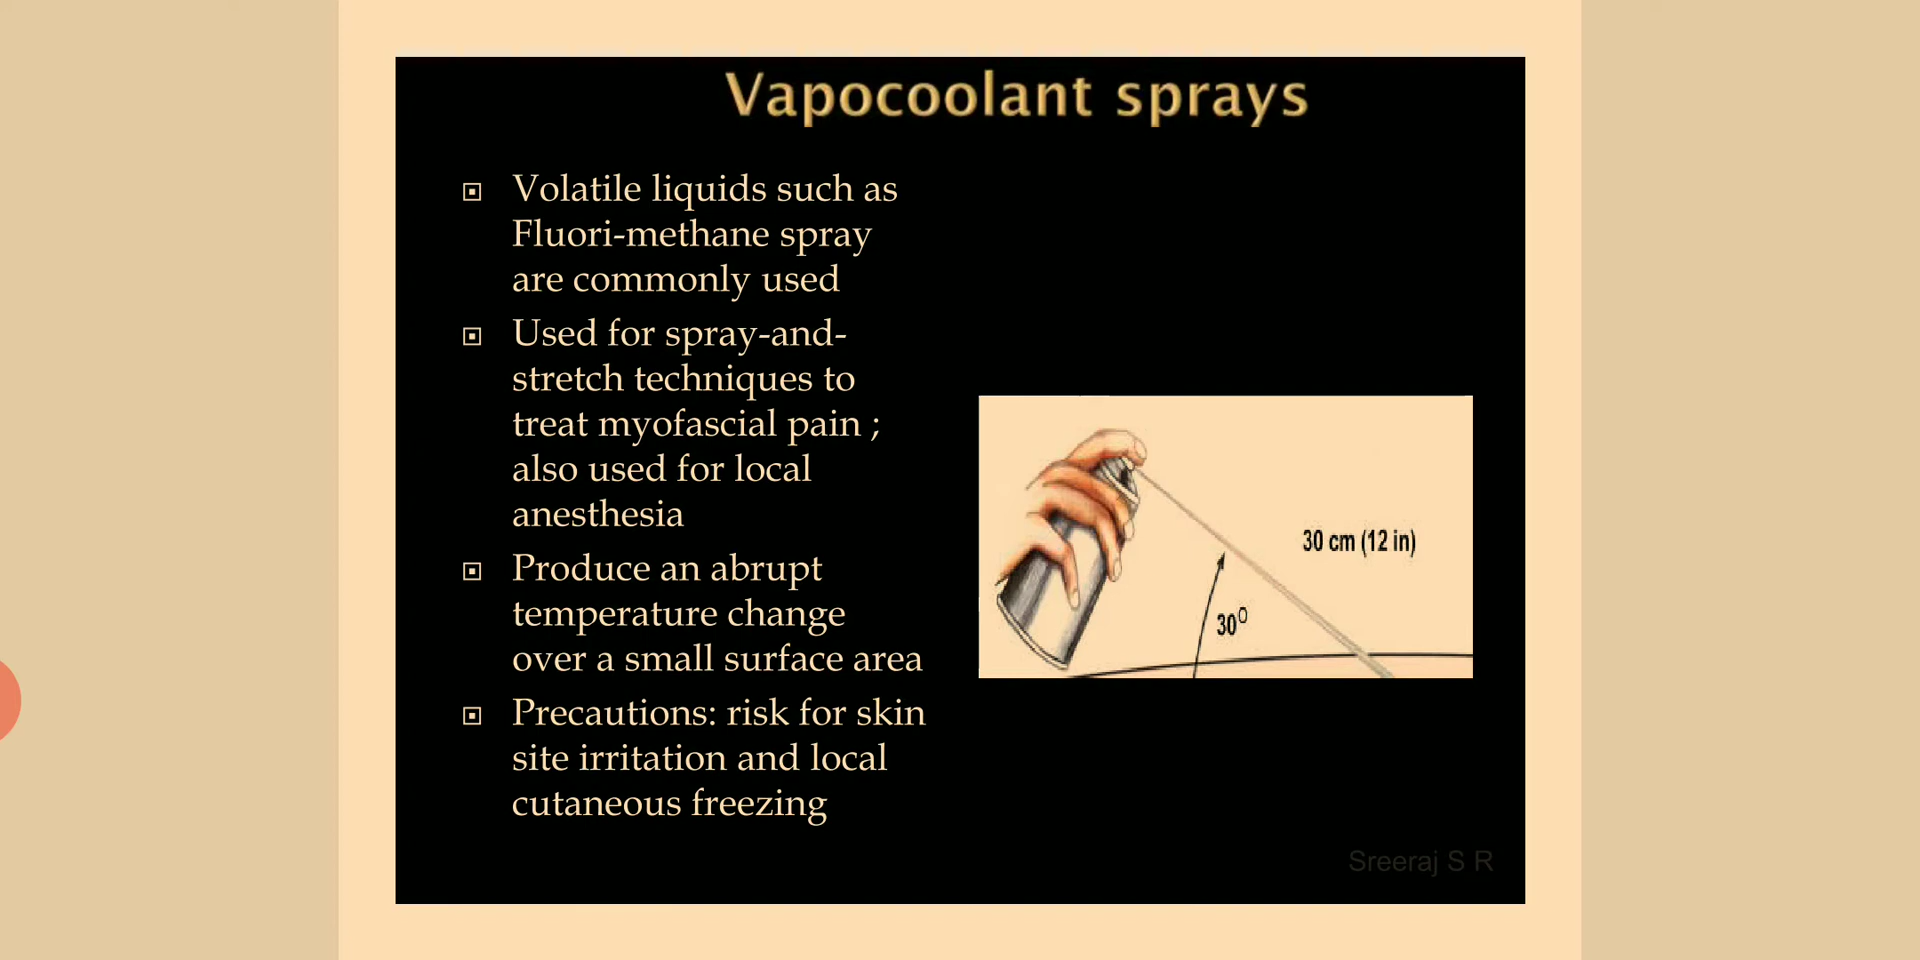 Vapocoolant sprays
Volatile liquids such as
Fluori-methane spray
are commonly used
Used for spray-and-
stretch techniques to
treat myofascial pain ;
also used for local
anesthesia
Produce an abrupt
temperature change
over a small surface area
Precautions: risk for skin
site irritation and local
cutaneous freezing
30 cm (12 in)
30⁰
Sreeraj S R